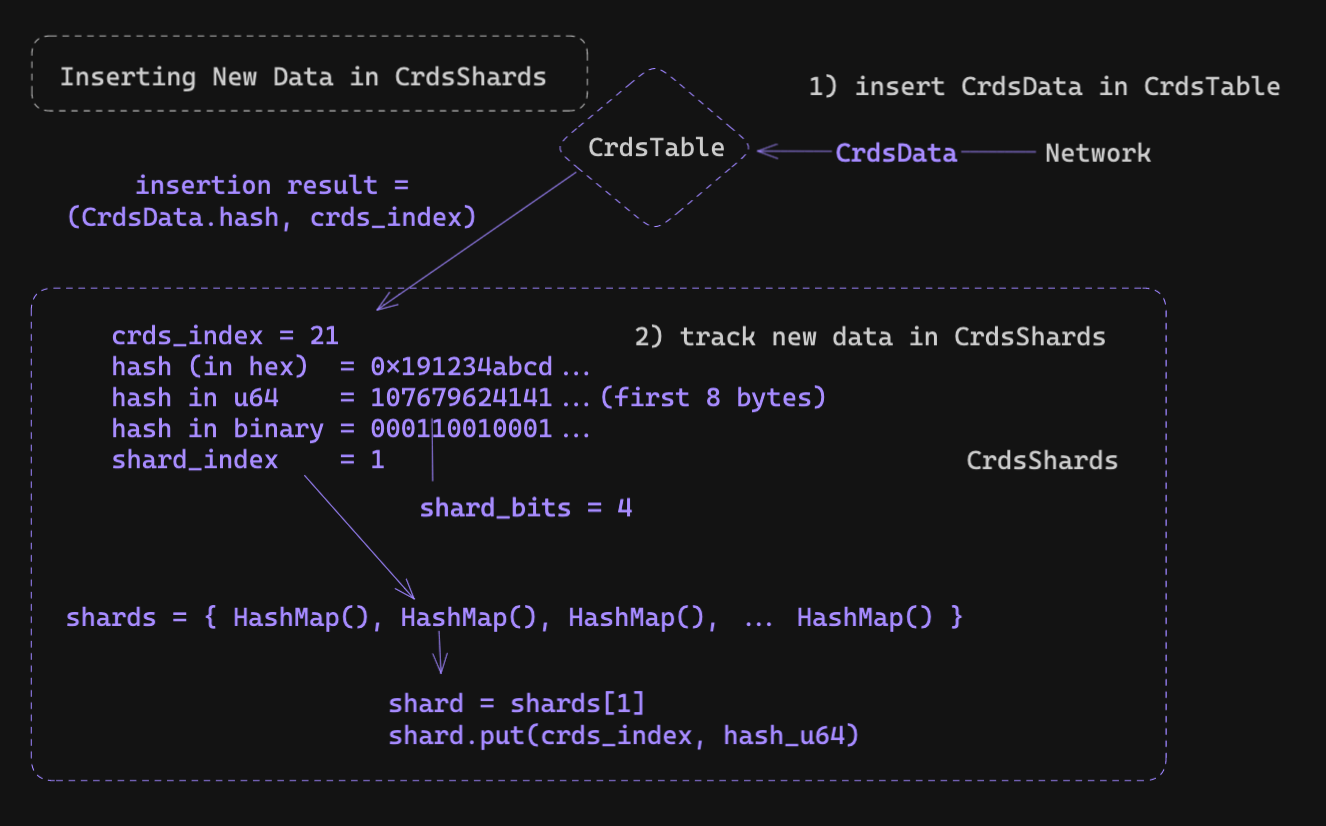 Inserting New Data in CrdsShards
1) insert CrdsData in CrdsTable
CrdsTable
CrdsData
Network
insertion result =
(CrdsData.hash, crds_index)
2) track new data in CrdsShards
crds_index = 21
hash (in hex) = 0x191234abcd...
hash in u64 = 107679624141...(first 8 bytes)
hash in binary = 000110010001...
shard_index = 1
CrdsShards
shard_bits = 4
shards = { HashMap(), HashMap(), HashMap(), ... HashMap() }
shard = shards[1]
shard.put(crds_index, hash_u64)